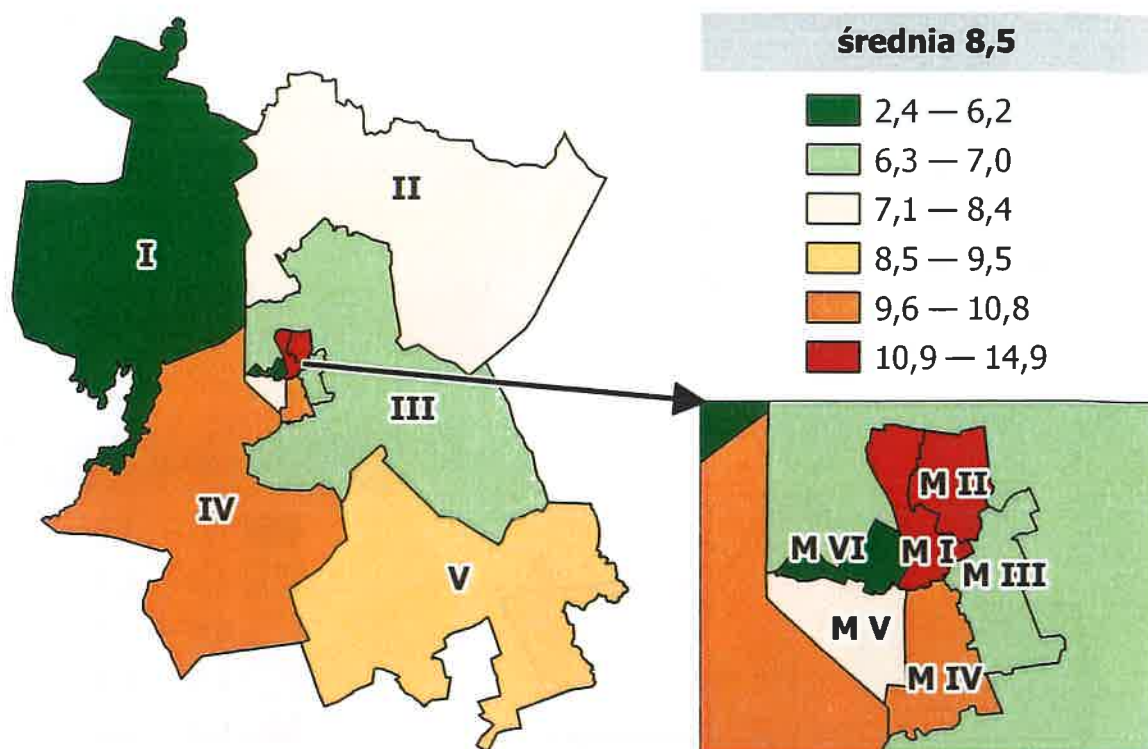 średnia 8,5
2,4 — 6,2
6,3 — 7,0
7,1 — 8,4
8,5 — 9,5
9,6 — 10,8
10,9 — 14,9
I
II
III
IV
V
M II
M VI
M I
M III
M V
M IV